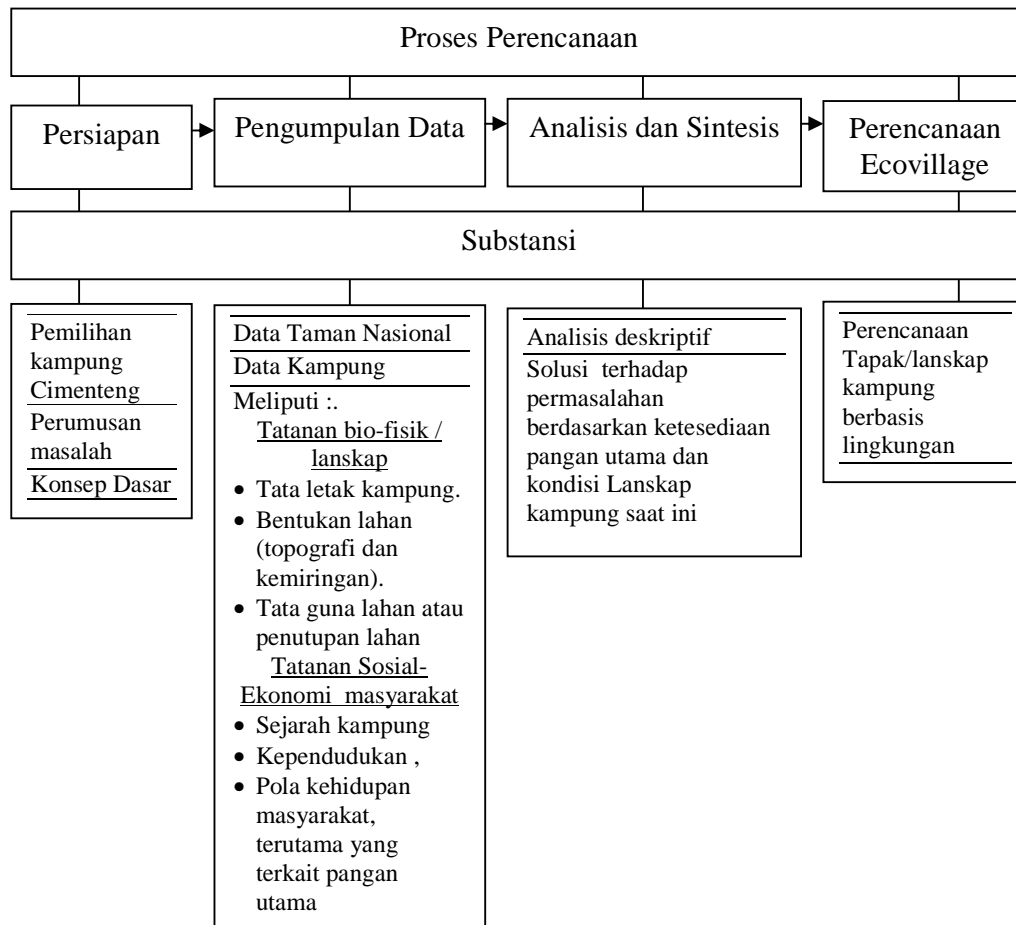 Proses Perencanaan
Persiapan
Pengumpulan Data
Analisis dan Sintesis
Perencanaan
Ecovillage
Substansi
Pemilihan
kampung
Cimenteng
Perumusan
masalah
Konsep Dasar
Data Taman Nasional
Data Kampung
Meliputi :.
Tatanan bio-fisik /
lanskap
• Tata letak kampung.
• Bentukan lahan
(topografi dan
kemiringan).
• Tata guna lahan atau
penutupan lahan
Tatanan Sosial-
Ekonomi masyarakat
• Sejarah kampung
• Kependudukan ,
• Pola kehidupan
masyarakat,
terutama yang
terkait pangan
utama
Analisis deskriptif
Solusi terhadap
permasalahan
berdasarkan ketesediaan
pangan utama dan
kondisi Lanskap
kampung saat ini
Perencanaan
Tapak/lanskap
kampung
berbasis
lingkungan